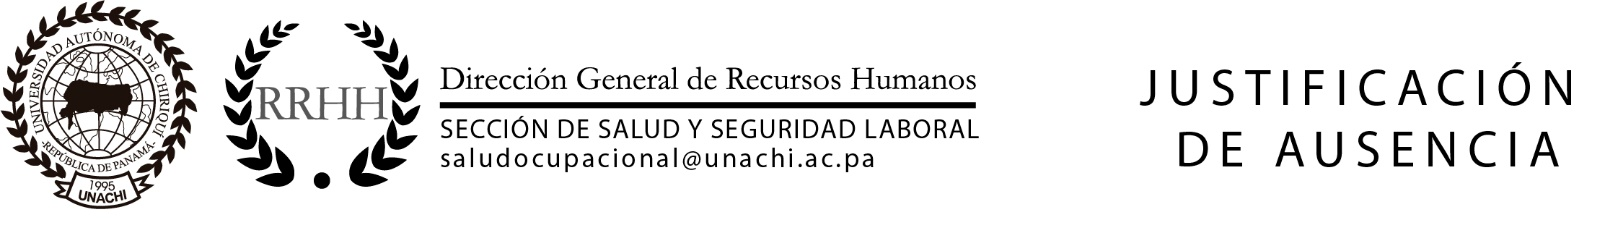 UNIVERSIDAD AUTÓNOMA DE CHIRIQUÍ
·REPÚBLICA DE PANAMÁ·
1995
UNACHI
RRHH
Dirección General de Recursos Humanos
SECCIÓN DE SALUD Y SEGURIDAD LABORAL
saludocupacional@unachi.ac.pa
JUSTIFICACIÓN
DE AUSENCIA